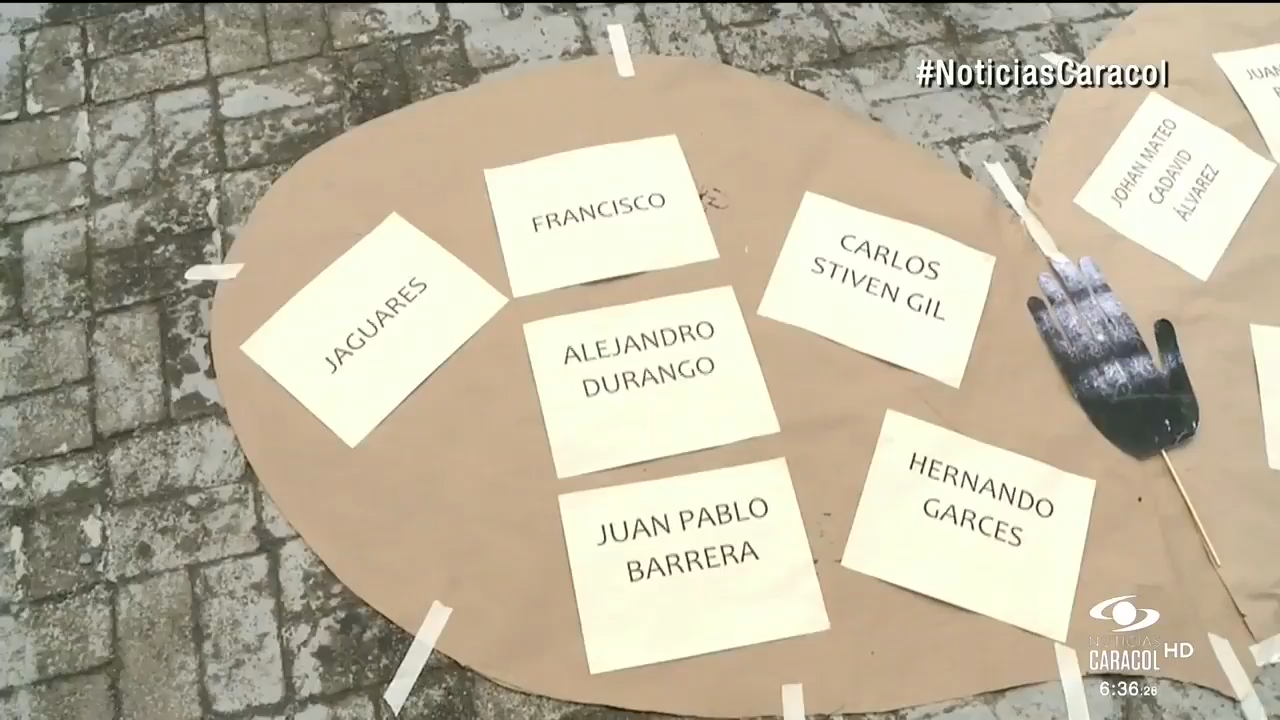 #NoticiasCaracol
JUAN
JOHAN MATEO
CADAVID
ÁLVAREZ
FRANCISCO
CARLOS
STIVEN GIL
JAGUARES
ALEJANDRO
DURANGO
HERNANDO
GARCES
JUAN PABLO
BARRERA
NOTICIAS
CARACOL HD
6:36:26